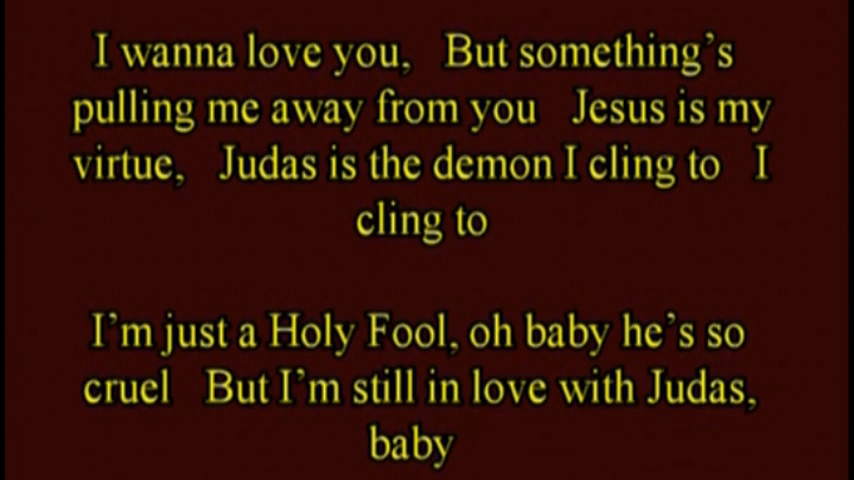 I wanna love you,   But something’s
pulling me away from you   Jesus is my
virtue,   Judas is the demon I cling to   I
cling to
I’m just a Holy Fool, oh baby he’s so
cruel   But I’m still in love with Judas,
baby